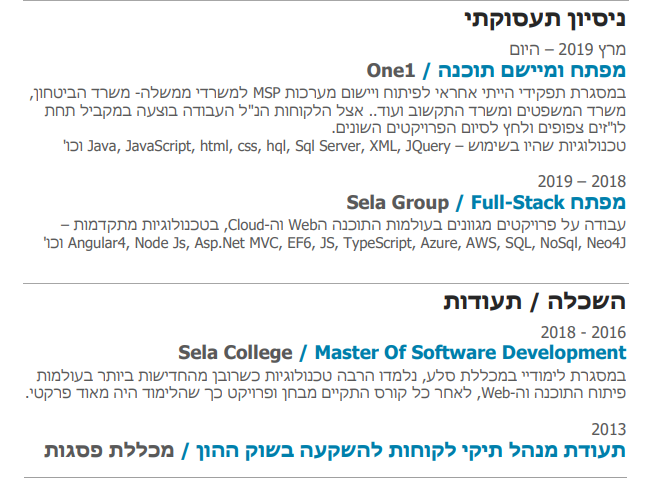 ניסיון תעסוקתי
מרץ 2019 – היום
מפתח ומיישם תוכנה / One1
במסגרת תפקידי הייתי אחראי לפיתוח ויישום מערכות MSP למשרדי ממשלה- משרד הביטחון,
משרד המשפטים ומשרד התקשוב ועוד.. אצל הלקוחות הנ"ל העבודה בוצעה במקביל תחת
לו"זים צפופים ולחץ לסיום הפרויקטים השונים.
טכנולוגיות שהיו בשימוש – Java, JavaScript, html, css, hql, Sql Server, XML, JQuery וכו'
2018 – 2019
מפתח Full-Stack / Sela Group
עבודה על פרויקטים מגוונים בעולמות התוכנה הWeb וה-Cloud, בטכנולוגיות מתקדמות –
Angular4, Node Js, Asp.Net MVC, EF6, JS, TypeScript, Azure, AWS, SQL, NoSql, Neo4J וכו'
השכלה / תעודות
2016 - 2018
Master Of Software Development / Sela College
במסגרת לימודיי במכללת סלע, נלמדו הרבה טכנולוגיות כשרובן מהחדישות ביותר בעולמות
פיתוח התוכנה וה-Web, לאחר כל קורס התקיים מבחן ופרויקט כך שהלימוד היה מאוד פרקטי.
2013
תעודת מנהל תיקי לקוחות להשקעה בשוק ההון / מכללת פסגות